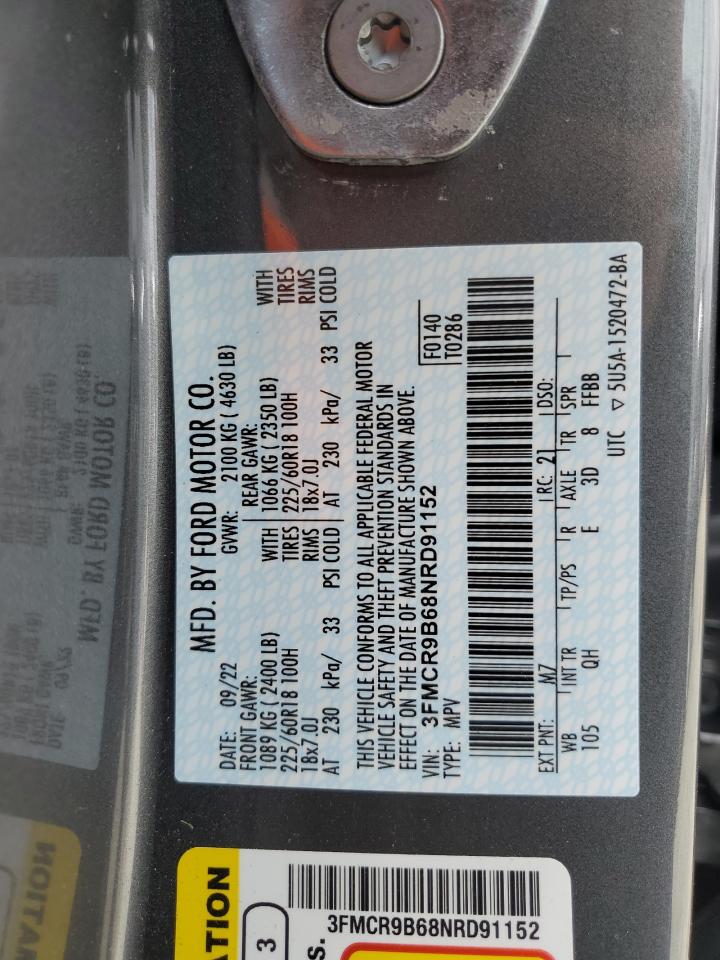 MFD. BY FORD MOTOR CO.
DATE: 09/22 GVWR: 2100 KG ( 4630 LB)
FRONT GAWR: REAR GAWR:
1089 KG ( 2400 LB) WITH 1066 KG ( 2350 LB) WITH
225/60R18 100H TIRES 225/60R18 100H TIRES
18x7.0J RIMS 18x7.0J RIMS
AT 230 kPa/ 33 PSI COLD AT 230 kPa/ 33 PSI COLD
THIS VEHICLE CONFORMS TO ALL APPLICABLE FEDERAL MOTOR
VEHICLE SAFETY AND THEFT PREVENTION STANDARDS IN
EFFECT ON THE DATE OF MANUFACTURE SHOWN ABOVE.
VIN: 3FMCR9B68NRD91152 F0140
TYPE: MPV T0286
EXT PNT: M7 RC: 21 DSO:
WB INT TR TP/PS R AXLE TR SPR
105 QH E 3D 8 FFBB
UTC ▽ 5U5A-1520472-BA
ATION
3
s.
3FMCR9B68NRD91152